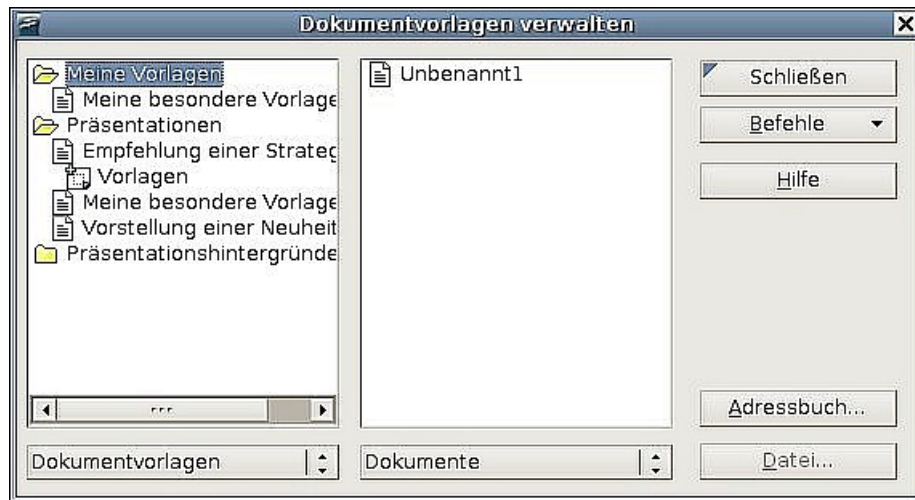 Dokumentvorlagen verwalten
Meine Vorlagen
Meine besondere Vorlage
Präsentationen
Empfehlung einer Strateg
Vorlagen
Meine besondere Vorlage
Vorstellung einer Neuheit
Präsentationshintergründe
Dokumentvorlagen
Unbenannt1
Dokumente
Schließen
Befehle
Hilfe
Adressbuch...
Datei...